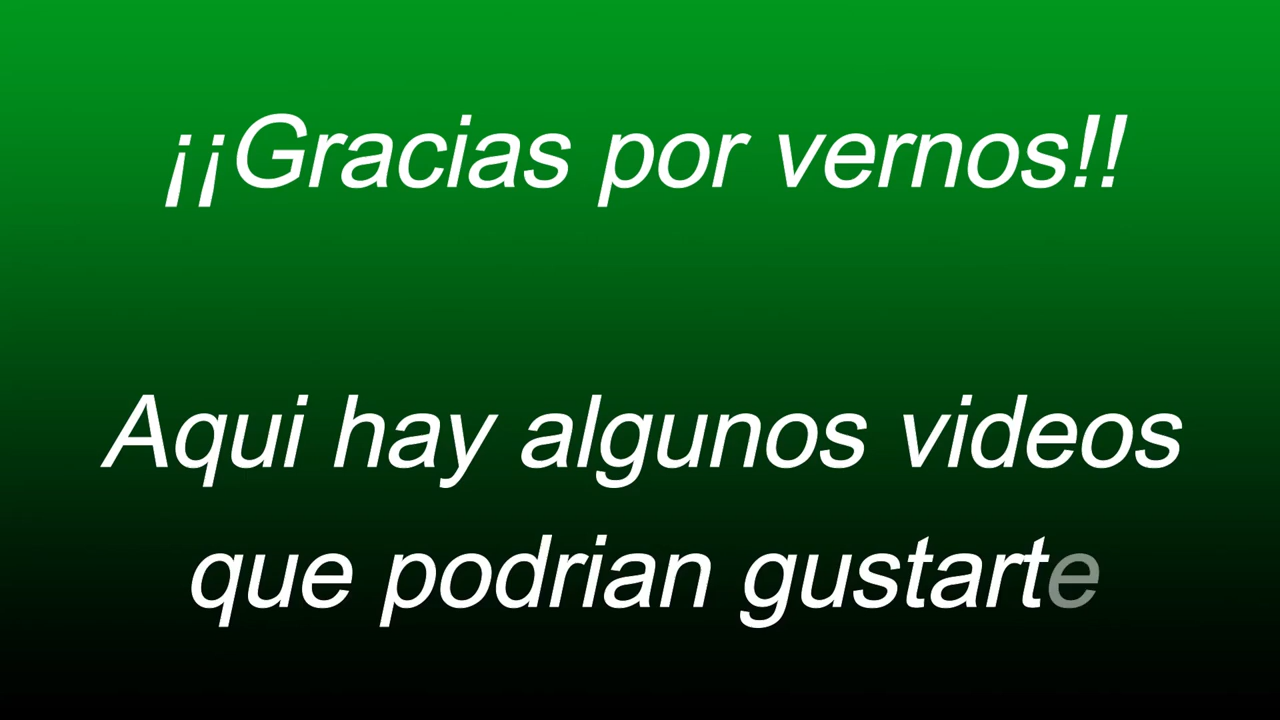 ¡¡Gracias por vernos!!
Aqui hay algunos videos
que podrian gustarte